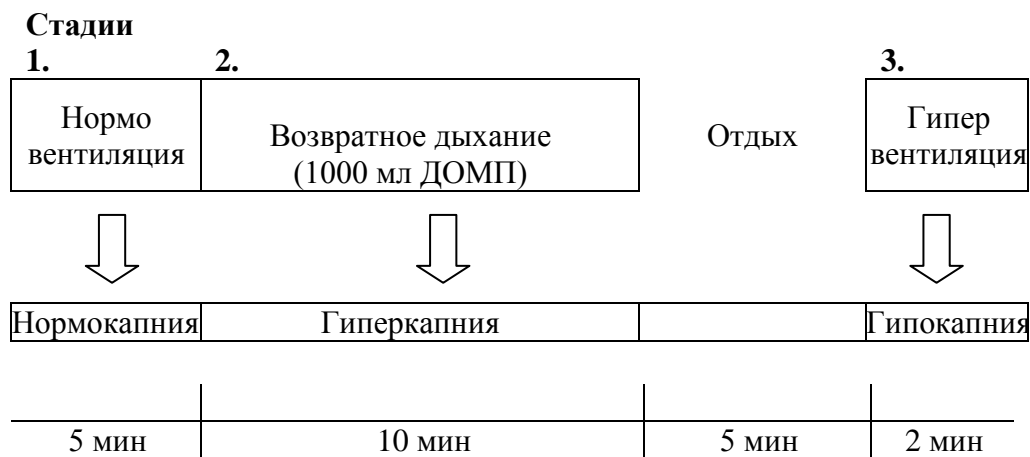 Стадии
1. 2. 3.
Нормо
вентиляция
Возвратное дыхание
(1000 мл ДОМП)
Отдых
Гипер
вентиляция
Нормокапния Гиперкапния Гипокапния
5 мин 10 мин 5 мин 2 мин